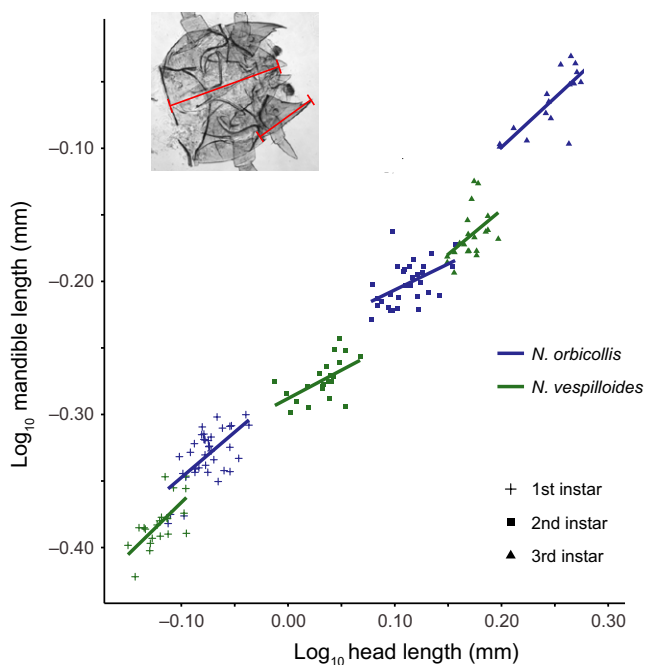 Log₁₀ mandible length (mm)
−0.10
−0.20
−0.30
−0.40
N. orbicollis
N. vespilloides
1st instar
2nd instar
3rd instar
−0.10
0.00
0.10
0.20
0.30
Log₁₀ head length (mm)